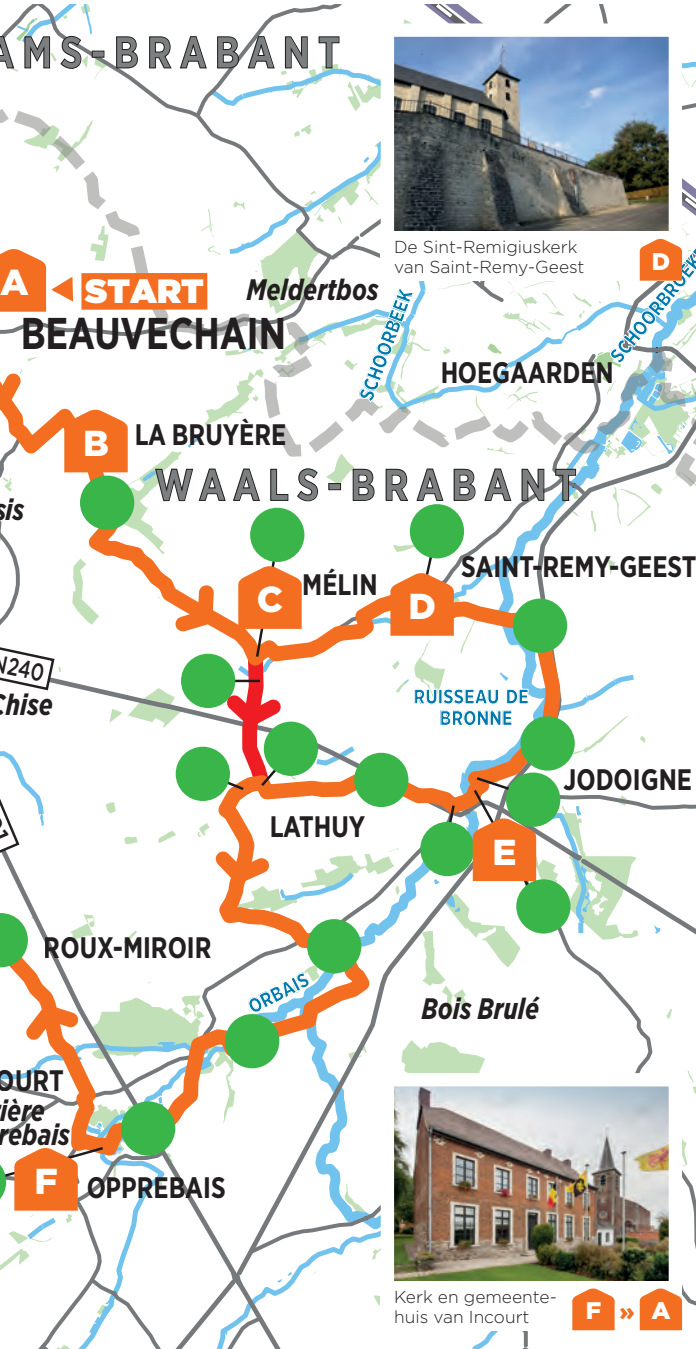 AMS-BRABANT
De Sint-Remigiuskerk
van Saint-Remy-Geest
D
A
START
Meldertbos
BEAUVECHAIN
SCHOORBEEK
SCHOORBROEK
HOEGAARDEN
B
LA BRUYÈRE
WAALS-BRABANT
sis
SAINT-REMY-GEEST
C
MÉLIN
D
N240
Chise
RUISSEAU DE
BRONNE
JODOIGNE
LATHUY
E
ROUX-MIROIR
ORBAIS
Bois Brulé
OURT
ière
rebais
F
OPPREBAIS
Kerk en gemeente-
huis van Incourt
F » A